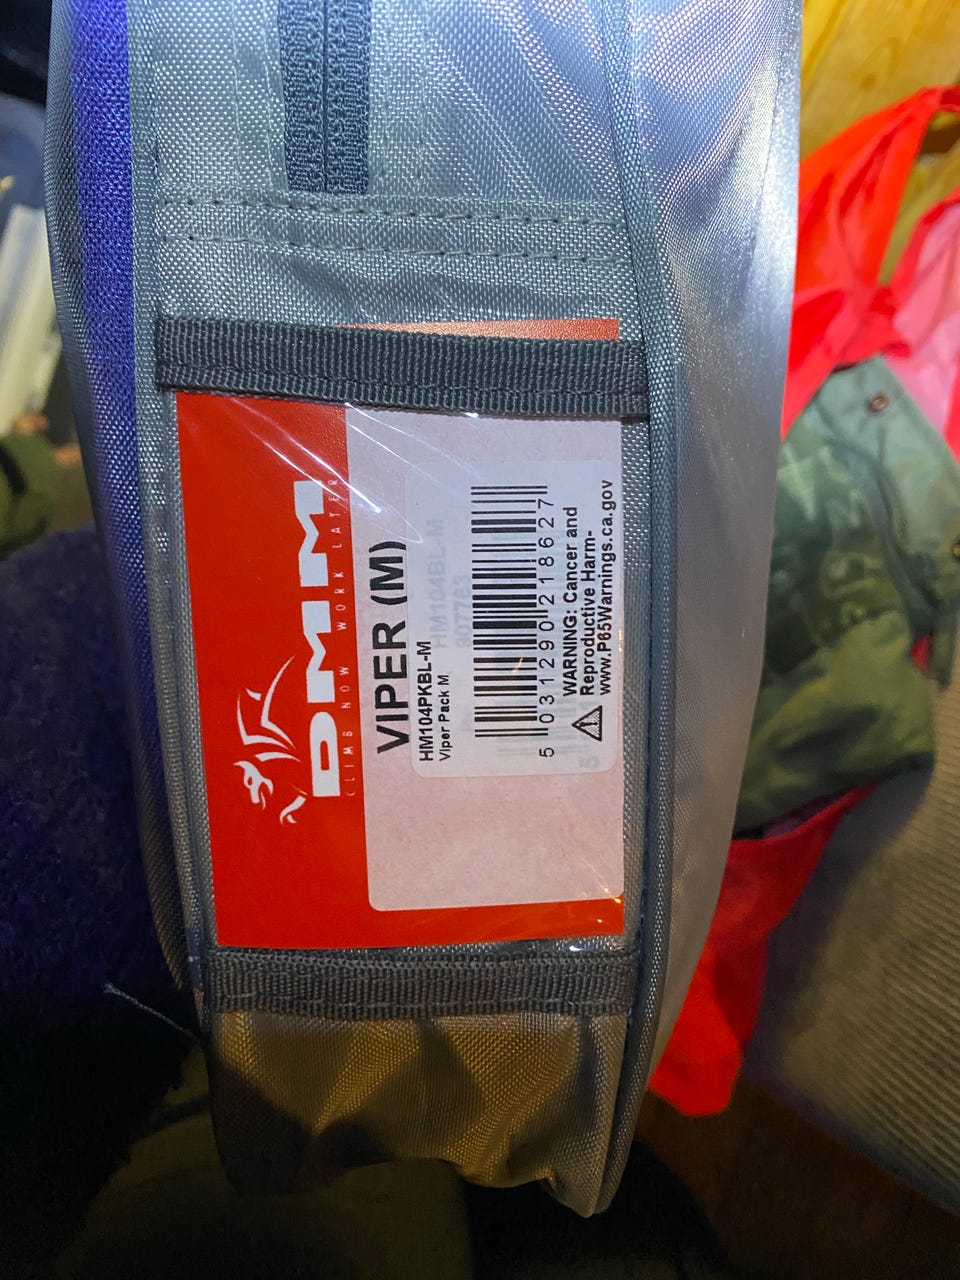 DMM
CLIMB NOW WORK LATER
VIPER (M)
HM104PKBL-M
Viper Pack M
HM104BL-M
5 031290 218627
WARNING: Cancer and
Reproductive Harm-
www.P65Warnings.ca.gov